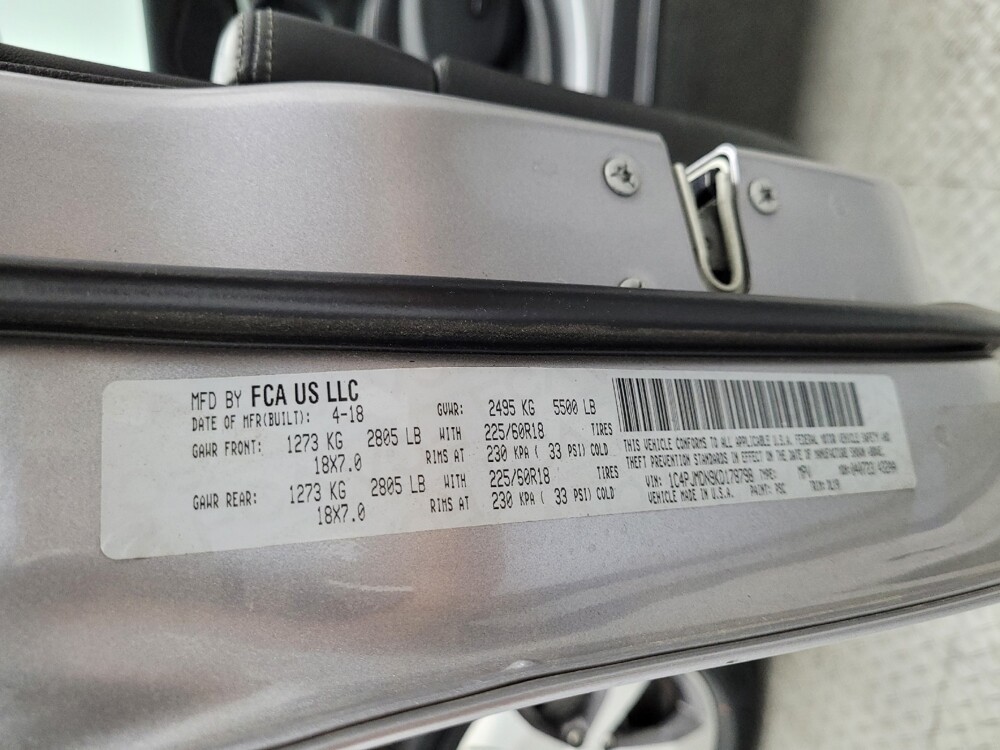 MFD BY FCA US LLC
DATE OF MFR(BUILT): 4-18 GVWR: 2495 KG 5500 LB
GAWR FRONT: 1273 KG 2805 LB WITH 225/60R18 TIRES
18X7.0 RIMS AT 230 KPA ( 33 PSI) COLD
GAWR REAR: 1273 KG 2805 LB WITH 225/60R18 TIRES
18X7.0 RIMS AT 230 KPA ( 33 PSI) COLD
THIS VEHICLE CONFORMS TO ALL APPLICABLE U.S.A. FEDERAL MOTOR VEHICLE SAFETY AND
THEFT PREVENTION STANDARDS IN EFFECT ON THE DATE OF MANUFACTURE SHOWN ABOVE.
VIN: TYPE: MPV
VEHICLE MADE IN U.S.A. PAINT: PSC TRIM: